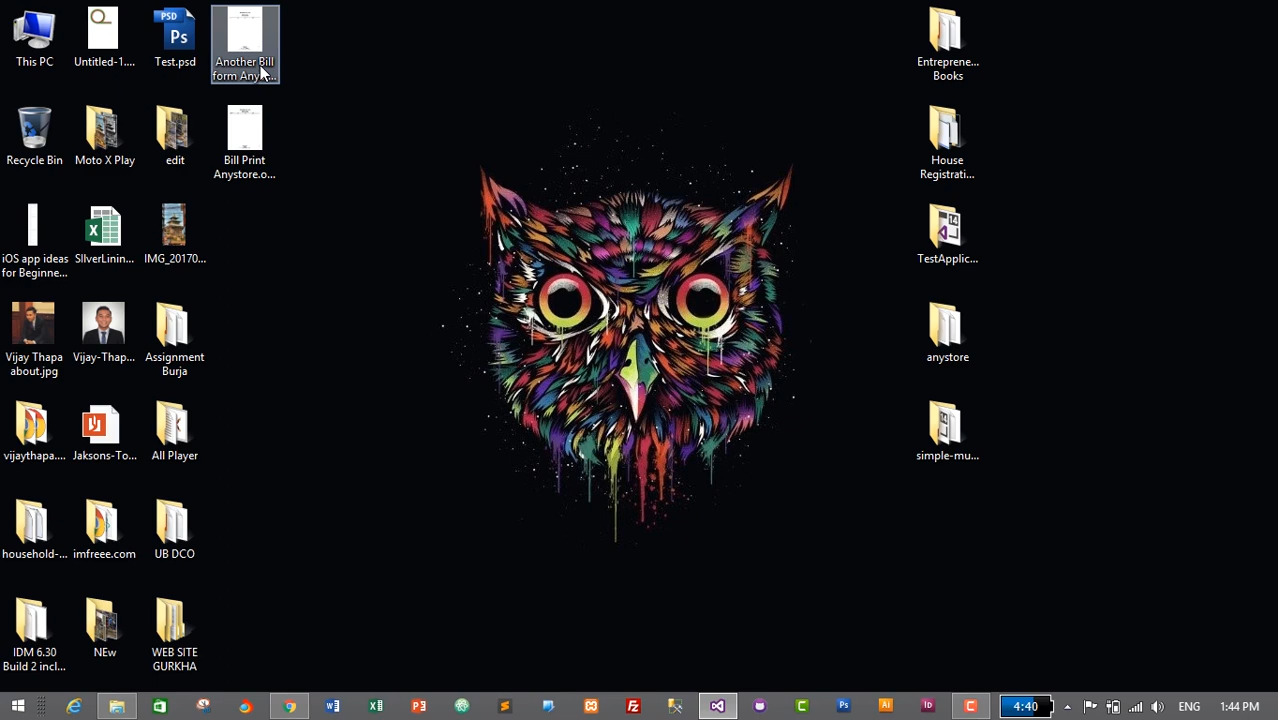 This PC
Untitled-1....
PSD
Ps
Test.psd
Another Bill
form Anys...
Entreprene...
Books
Recycle Bin
Moto X Play
edit
Bill Print
Anystore.o...
House
Registrati...
iOS app ideas
for Beginne...
SIlverLinin...
IMG_20170...
TestApplic...
Vijay Thapa
about.jpg
Vijay-Thap...
Assignment
Burja
anystore
vijaythapa....
Jaksons-To...
All Player
simple-mu...
household-...
imfreee.com
UB DCO
IDM 6.30
Build 2 incl...
NEw
WEB SITE
GURKHA
4:40
ENG
1:44 PM